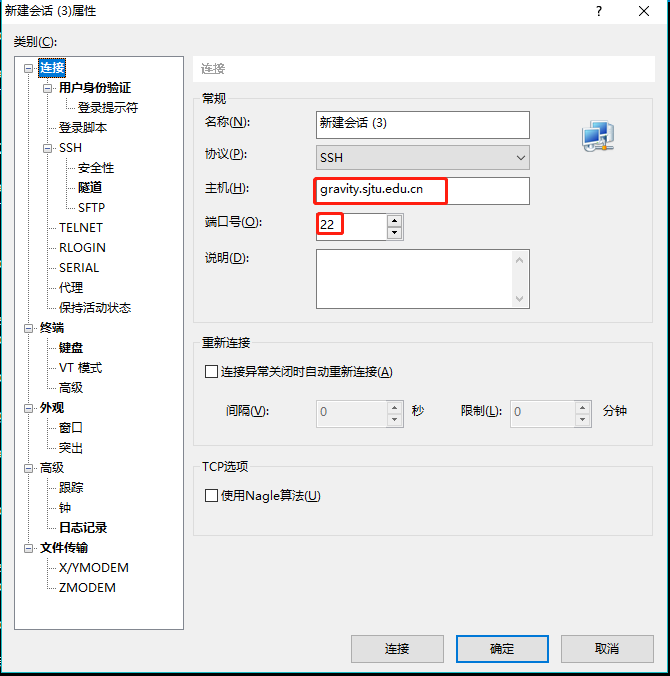 新建会话 (3)属性
?
类别(C):
连接
用户身份验证
登录提示符
登录脚本
SSH
安全性
隧道
SFTP
TELNET
RLOGIN
SERIAL
代理
保持活动状态
终端
键盘
VT 模式
高级
外观
窗口
突出
高级
跟踪
钟
日志记录
文件传输
X/YMODEM
ZMODEM
连接
常规
名称(N): 新建会话 (3)
协议(P): SSH
主机(H): gravity.sjtu.edu.cn
端口号(O): 22
说明(D):
重新连接
连接异常关闭时自动重新连接(A)
间隔(V): 0 秒 限制(L): 0 分钟
TCP选项
使用Nagle算法(U)
连接 确定 取消